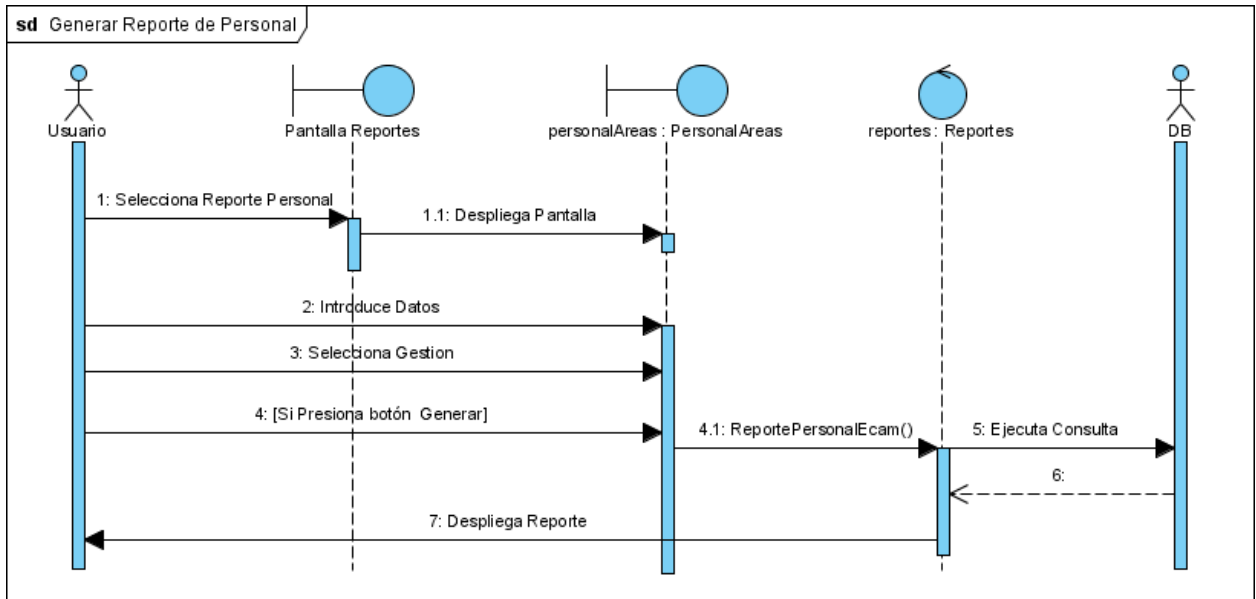 sd Generar Reporte de Personal
Usuario
Pantalla Reportes
personalAreas : PersonalAreas
reportes : Reportes
DB
1: Selecciona Reporte Personal
1.1: Despliega Pantalla
2: Introduce Datos
3: Selecciona Gestion
4: [Si Presiona botón Generar]
4.1: ReportePersonalEcam()
5: Ejecuta Consulta
6:
7: Despliega Reporte